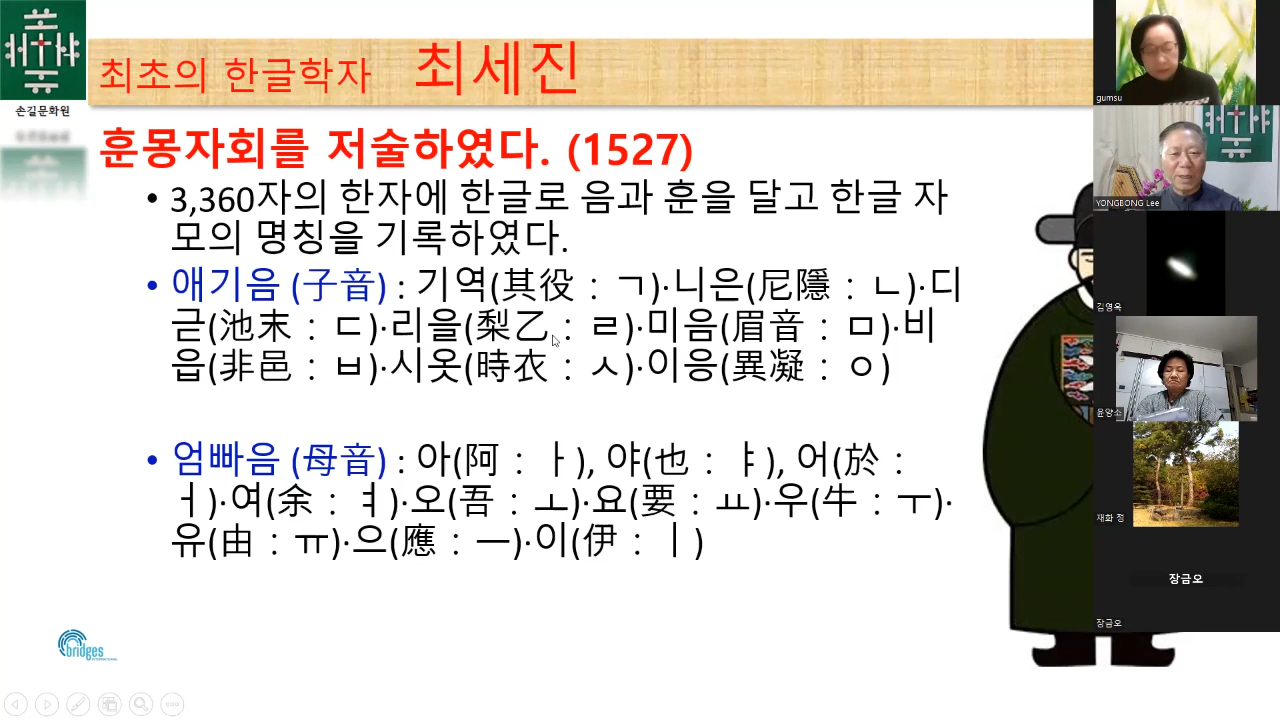 손길문화원
최초의 한글학자 최세진
훈몽자회를 저술하였다. (1527)
• 3,360자의 한자에 한글로 음과 훈을 달고 한글 자
모의 명칭을 기록하였다.
• 애기음 (子音) : 기역(其役 : ㄱ)·니은(尼隱 : ㄴ)·디
귿(池末 : ㄷ)·리을(梨乙 : ㄹ)·미음(眉音 : ㅁ)·비
읍(非邑 : ㅂ)·시옷(時衣 : ㅅ)·이응(異凝 : ㅇ)
• 엄빠음 (母音) : 아(阿 : ㅏ), 야(也 : ㅑ), 어(於 :
ㅓ)·여(余 : ㅕ)·오(吾 : ㅗ)·요(要 : ㅛ)·우(牛 : ㅜ)·
유(由 : ㅠ)·으(應 : ㅡ)·이(伊 : ㅣ)
bridges
INTERNATIONAL
gumsu
YONGBONG Lee
김영옥
윤양소
재화 정
장금오
장금오